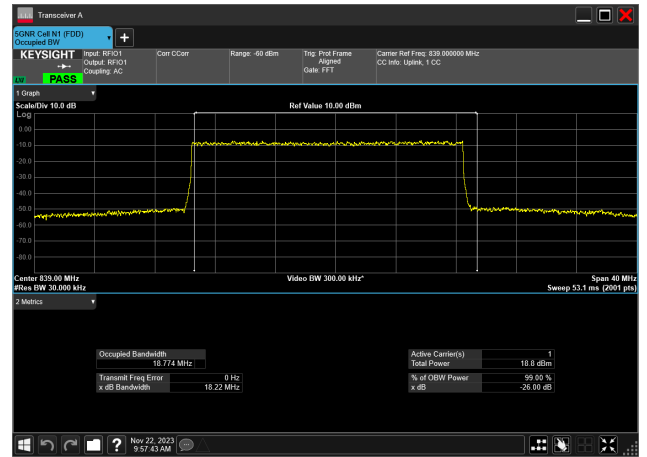 Transceiver A
5GNR Cell N1 (FDD)
Occupied BW
KEYSIGHT Input: RFIO1 Corr CCorr Range: -60 dBm Trig: Prot Frame Carrier Ref Freq: 839.000000 MHz
Output: RFIO1 Aligned CC Info: Uplink, 1 CC
Coupling: AC Gate: FFT
LXI PASS
1 Graph
Scale/Div 10.0 dB Ref Value 10.00 dBm
Log
0.00
-10.0
-20.0
-30.0
-40.0
-50.0
-60.0
-70.0
-80.0
Center 839.00 MHz Video BW 300.00 kHz* Span 40 MHz
#Res BW 30.000 kHz Sweep 53.1 ms (2001 pts)
2 Metrics
Occupied Bandwidth Active Carrier(s) 1
18.774 MHz Total Power 18.8 dBm
Transmit Freq Error 0 Hz % of OBW Power 99.00 %
x dB Bandwidth 18.22 MHz x dB -26.00 dB
Nov 22, 2023
9:57:43 AM